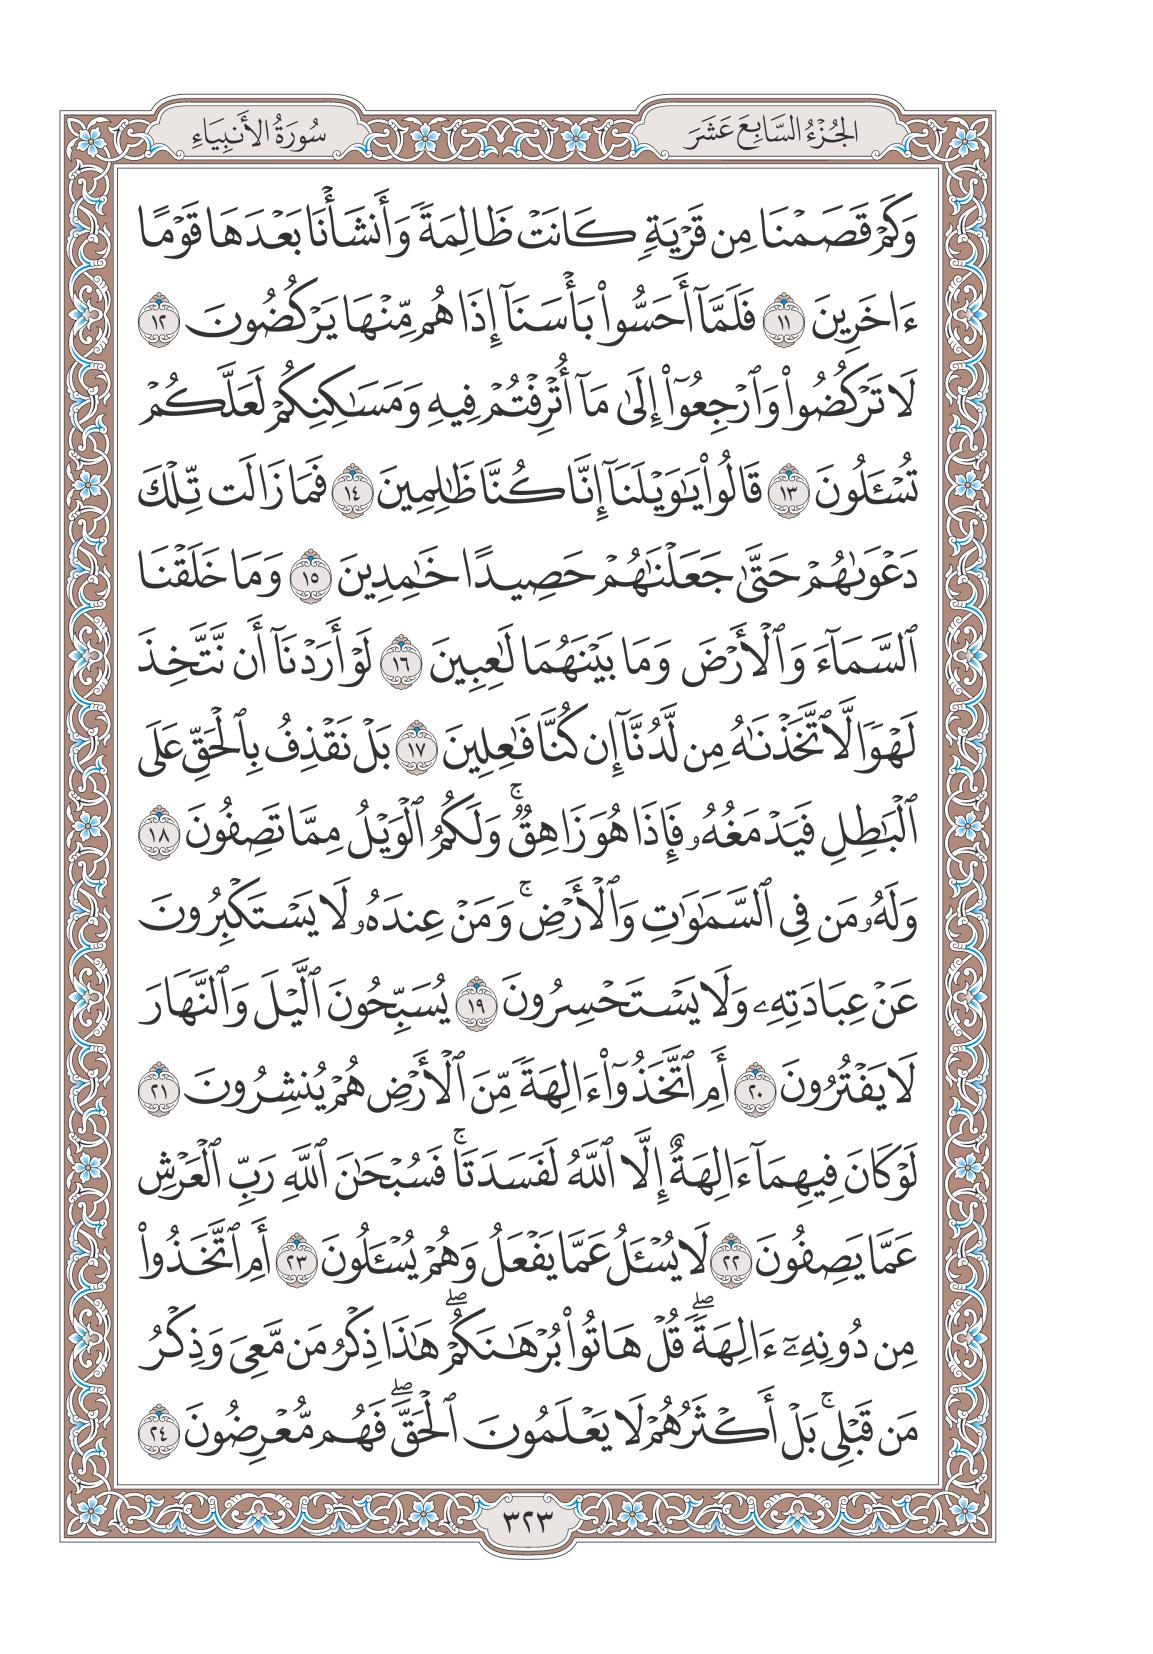 الجُزْءُ السَّابِعَ عَشَرَ
سُورَةُ الأَنبِيَاءِ
وَكَمْ قَصَمْنَا مِن قَرْيَةٍ كَانَتْ ظَالِمَةً وَأَنشَأْنَا بَعْدَهَا قَوْمًا
ءَاخَرِينَ ١١ فَلَمَّآ أَحَسُّوا۟ بَأْسَنَآ إِذَا هُم مِّنْهَا يَرْكُضُونَ ١٢
لَا تَرْكُضُوا۟ وَٱرْجِعُوٓا۟ إِلَىٰ مَآ أُتْرِفْتُمْ فِيهِ وَمَسَـٰكِنِكُمْ لَعَلَّكُمْ
تُسْـَٔلُونَ ١٣ قَالُوا۟ يَـٰوَيْلَنَآ إِنَّا كُنَّا ظَـٰلِمِينَ ١٤ فَمَا زَالَت تِّلْكَ
دَعْوَىٰهُمْ حَتَّىٰ جَعَلْنَـٰهُمْ حَصِيدًا خَـٰمِدِينَ ١٥ وَمَا خَلَقْنَا
ٱلسَّمَآءَ وَٱلْأَرْضَ وَمَا بَيْنَهُمَا لَـٰعِبِينَ ١٦ لَوْ أَرَدْنَآ أَن نَّتَّخِذَ
لَهْوًا لَّٱتَّخَذْنَـٰهُ مِن لَّدُنَّآ إِن كُنَّا فَـٰعِلِينَ ١٧ بَلْ نَقْذِفُ بِٱلْحَقِّ عَلَى
ٱلْبَـٰطِلِ فَيَدْمَغُهُۥ فَإِذَا هُوَ زَاهِقٌ ۚ وَلَكُمُ ٱلْوَيْلُ مِمَّا تَصِفُونَ ١٨
وَلَهُۥ مَن فِى ٱلسَّمَـٰوَٰتِ وَٱلْأَرْضِ ۚ وَمَنْ عِندَهُۥ لَا يَسْتَكْبِرُونَ
عَنْ عِبَادَتِهِۦ وَلَا يَسْتَحْسِرُونَ ١٩ يُسَبِّحُونَ ٱلَّيْلَ وَٱلنَّهَارَ
لَا يَفْتُرُونَ ٢٠ أَمِ ٱتَّخَذُوٓا۟ ءَالِهَةً مِّنَ ٱلْأَرْضِ هُمْ يُنشِرُونَ ٢١
لَوْ كَانَ فِيهِمَآ ءَالِهَةٌ إِلَّا ٱللَّهُ لَفَسَدَتَا ۚ فَسُبْحَـٰنَ ٱللَّهِ رَبِّ ٱلْعَرْشِ
عَمَّا يَصِفُونَ ٢٢ لَا يُسْـَٔلُ عَمَّا يَفْعَلُ وَهُمْ يُسْـَٔلُونَ ٢٣ أَمِ ٱتَّخَذُوا۟
مِن دُونِهِۦٓ ءَالِهَةً ۖ قُلْ هَاتُوا۟ بُرْهَـٰنَكُمْ ۖ هَـٰذَا ذِكْرُ مَن مَّعِىَ وَذِكْرُ
مَن قَبْلِى ۚ بَلْ أَكْثَرُهُمْ لَا يَعْلَمُونَ ٱلْحَقَّ ۖ فَهُم مُّعْرِضُونَ ٢٤
٣٢٣